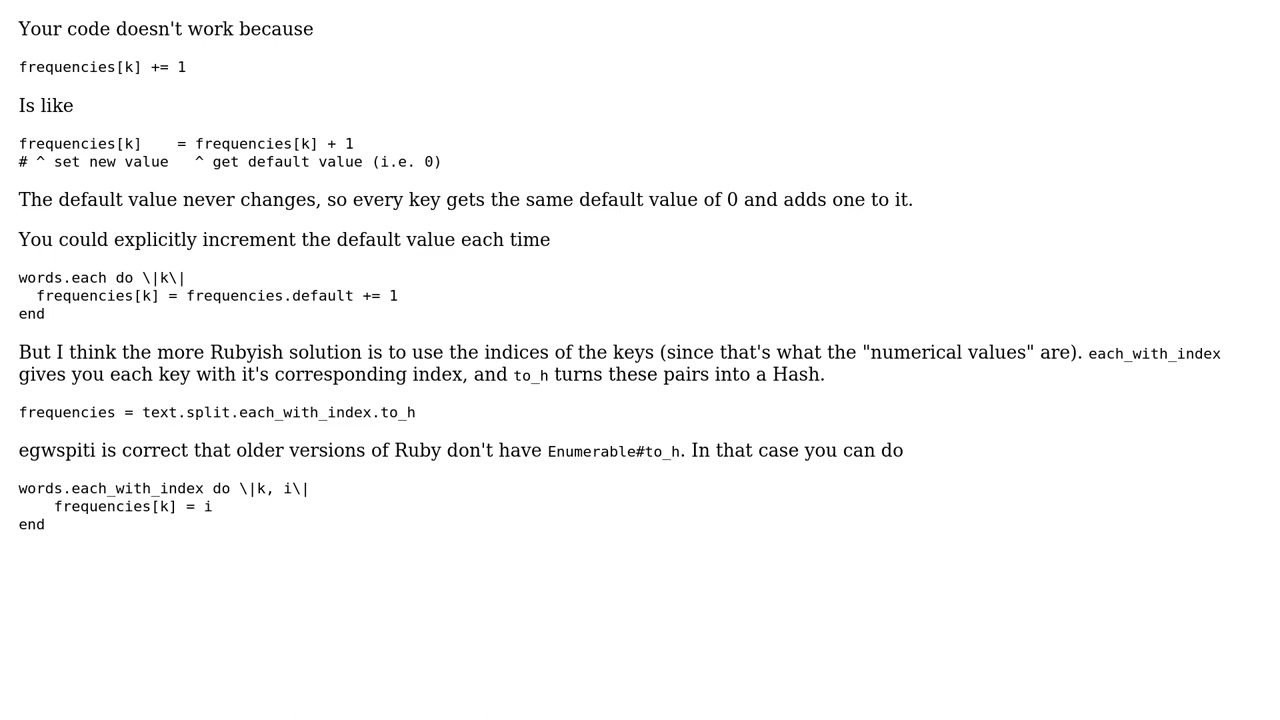 Your code doesn't work because
frequencies[k] += 1
Is like
frequencies[k]    = frequencies[k] + 1
# ^ set new value   ^ get default value (i.e. 0)
The default value never changes, so every key gets the same default value of 0 and adds one to it.
You could explicitly increment the default value each time
words.each do \|k\|
  frequencies[k] = frequencies.default += 1
end
But I think the more Rubyish solution is to use the indices of the keys (since that's what the "numerical values" are). each_with_index
gives you each key with it's corresponding index, and to_h turns these pairs into a Hash.
frequencies = text.split.each_with_index.to_h
egwspiti is correct that older versions of Ruby don't have Enumerable#to_h. In that case you can do
words.each_with_index do \|k, i\|
    frequencies[k] = i
end